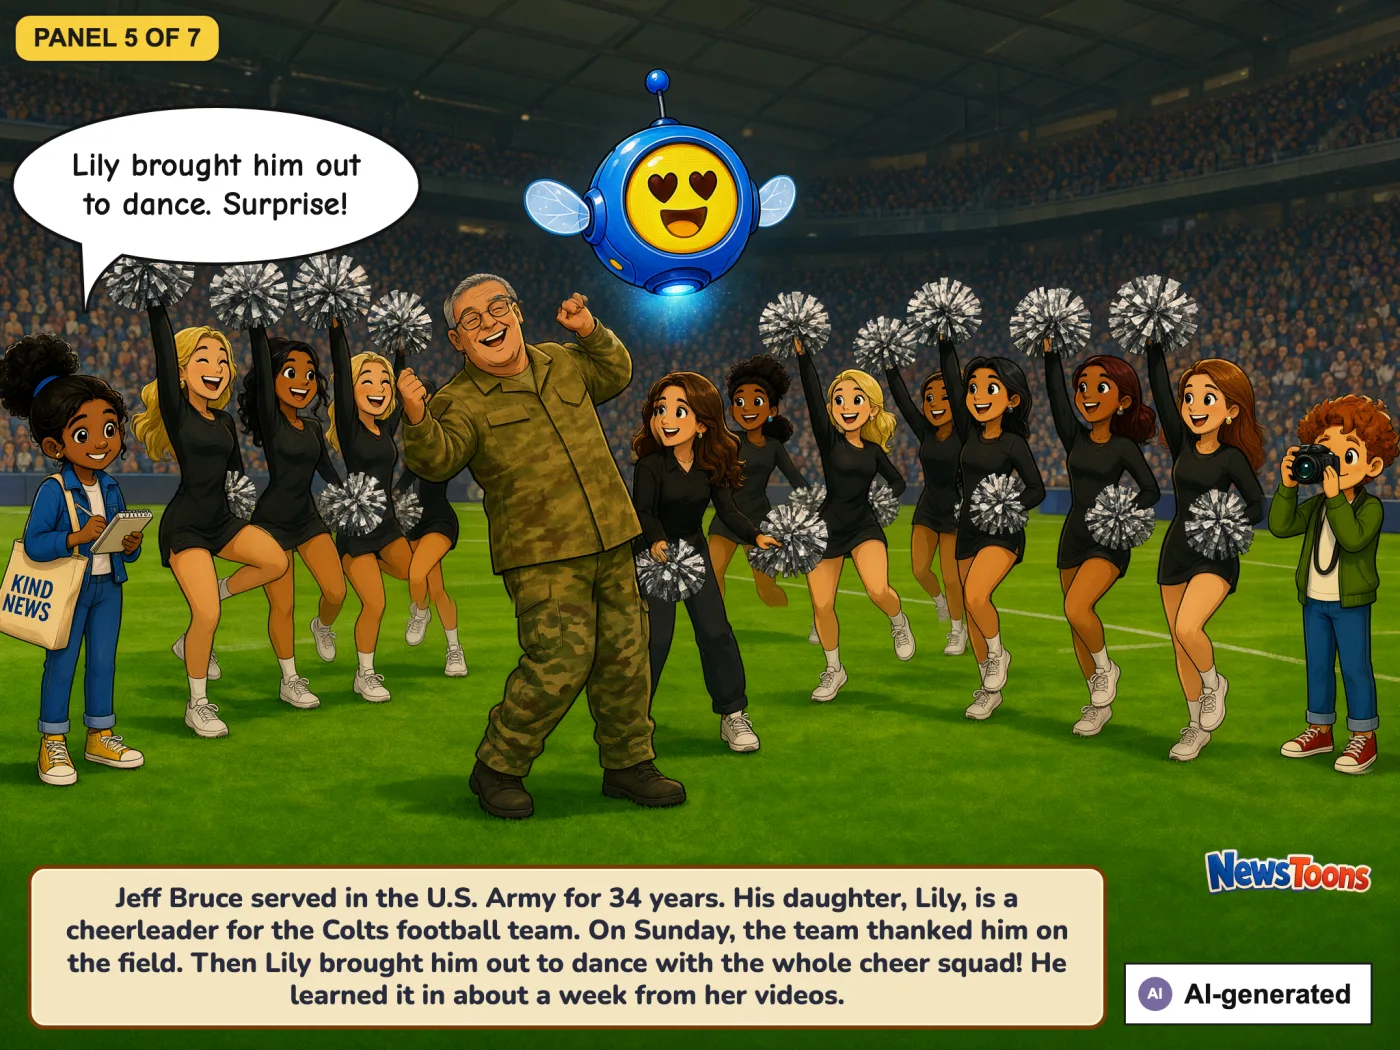 PANEL 5 OF 7
Lily brought him out
to dance. Surprise!
KIND
NEWS
Jeff Bruce served in the U.S. Army for 34 years. His daughter, Lily, is a
cheerleader for the Colts football team. On Sunday, the team thanked him on
the field. Then Lily brought him out to dance with the whole cheer squad! He
learned it in about a week from her videos.
NEWSTOONS
AI AI-generated